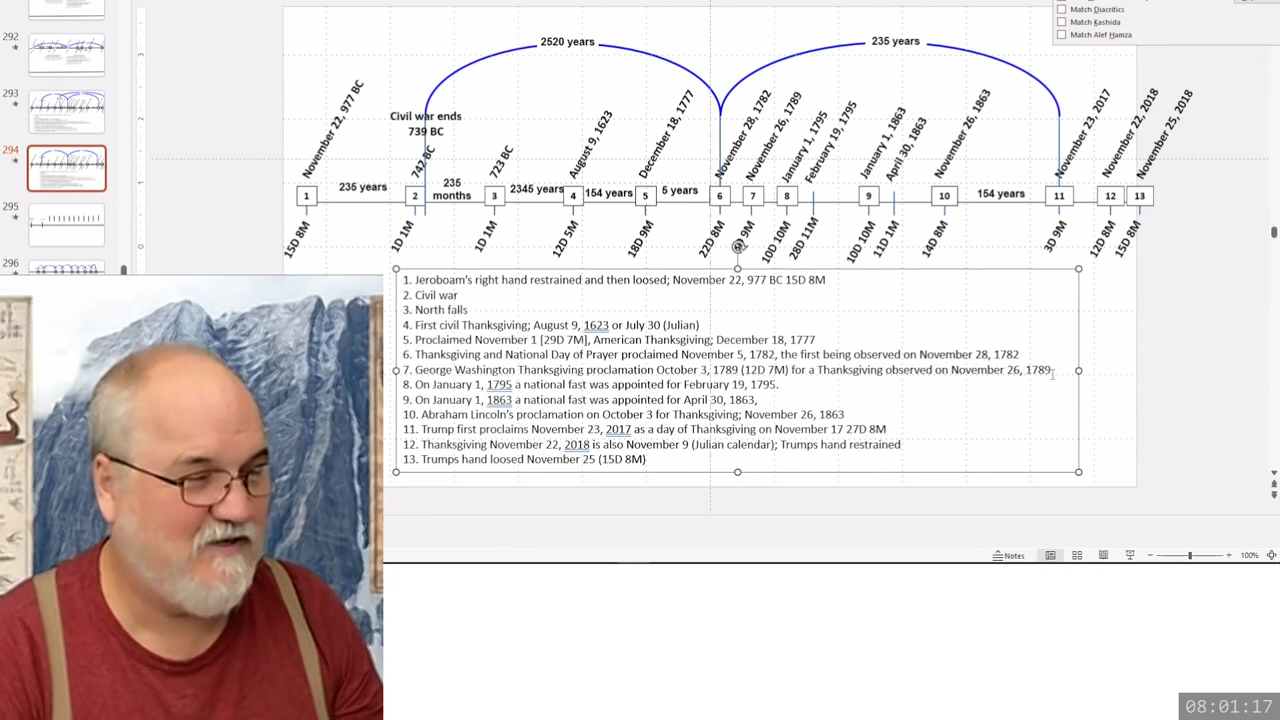 Match Diacritics
Match Kashida
Match Alef Hamza
292
293
294
295
296
3
1
0
2520 years
235 years
November 22, 977 BC
Civil war ends
739 BC
742 BC
723 BC
August 9, 1623
December 18, 1777
November 28, 1782
November 26, 1789
January 1, 1795
February 19, 1795
January 1, 1863
April 30, 1863
November 26, 1863
November 23, 2017
November 22, 2018
November 25, 2018
235 years
235 months
2345 years
154 years
6 years
154 years
1 2 3 4 5 6 7 8 9 10 11 12 13
15D 8M
1D 1M
1D 1M
12D 5M
18D 9M
22D 8M
9M
10D 10M
28D 11M
10D 10M
11D 1M
14D 8M
3D 9M
12D 8M
15D 8M
1. Jeroboam's right hand restrained and then loosed; November 22, 977 BC 15D 8M
2. Civil war
3. North falls
4. First civil Thanksgiving; August 9, 1623 or July 30 (Julian)
5. Proclaimed November 1 [29D 7M], American Thanksgiving; December 18, 1777
6. Thanksgiving and National Day of Prayer proclaimed November 5, 1782, the first being observed on November 28, 1782
7. George Washington Thanksgiving proclamation October 3, 1789 (12D 7M) for a Thanksgiving observed on November 26, 1789
8. On January 1, 1795 a national fast was appointed for February 19, 1795.
9. On January 1, 1863 a national fast was appointed for April 30, 1863,
10. Abraham Lincoln's proclamation on October 3 for Thanksgiving; November 26, 1863
11. Trump first proclaims November 23, 2017 as a day of Thanksgiving on November 17 27D 8M
12. Thanksgiving November 22, 2018 is also November 9 (Julian calendar); Trumps hand restrained
13. Trumps hand loosed November 25 (15D 8M)
Notes
100%
08:01:17